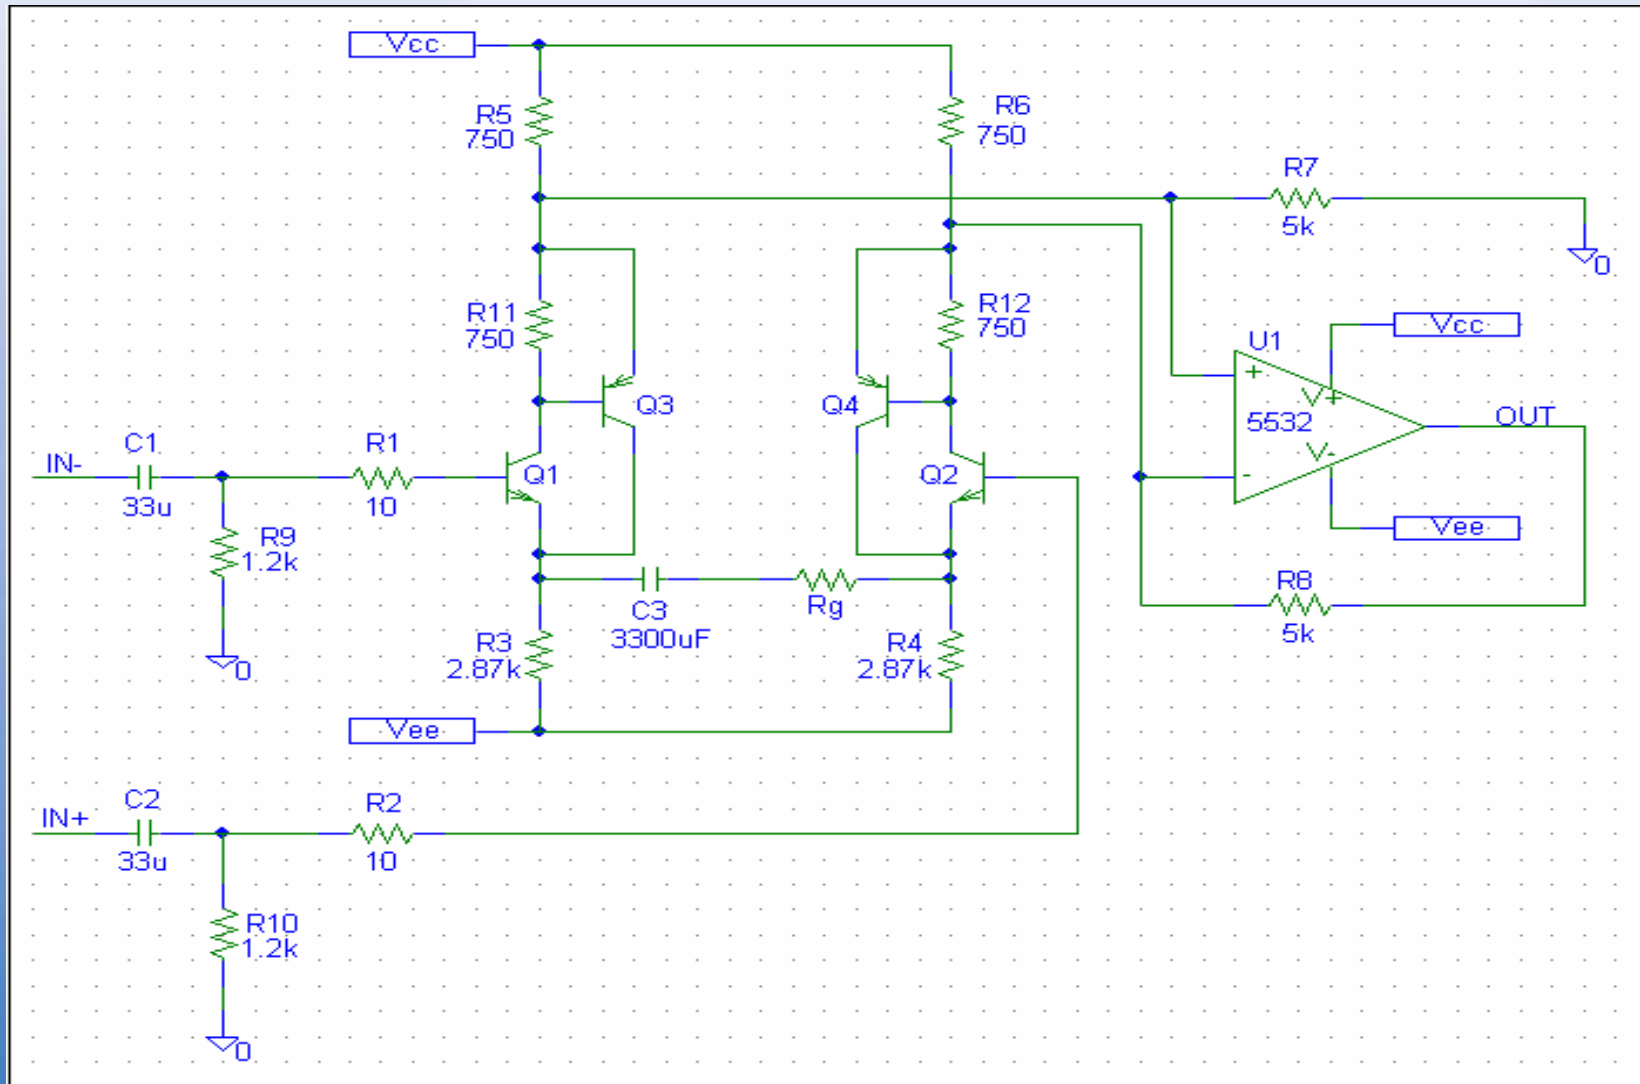 Vcc
R5
750
R6
750
R7
5k
0
R11
750
R12
750
Vcc
U1
+
V+
Q3
Q4
5532
OUT
C1
R1
IN-
Q1
Q2
V-
-
33u
10
Vee
R9
1.2k
C3
3300uF
Rg
R8
5k
R3
2.87k
R4
2.87k
0
Vee
C2
R2
IN+
33u
10
R10
1.2k
0